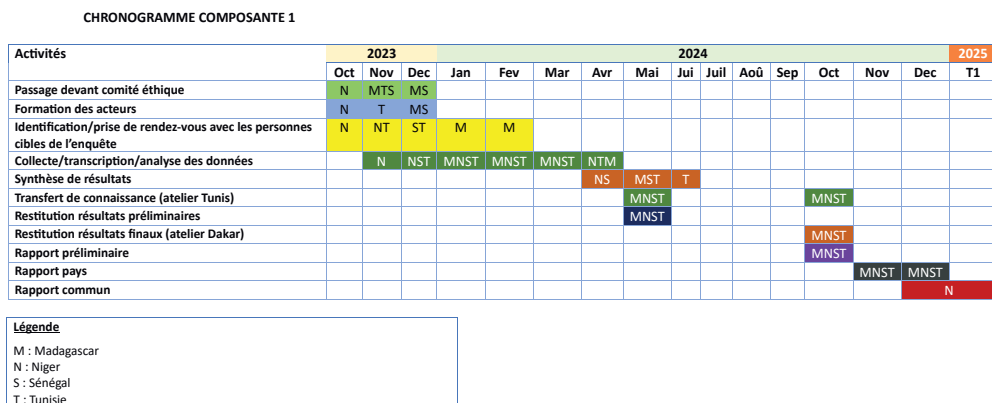 CHRONOGRAMME COMPOSANTE 1
Activités 2023 2024 2025
Oct Nov Dec Jan Fev Mar Avr Mai Jui Juil Aoû Sep Oct Nov Dec T1
Passage devant comité éthique N MTS MS
Formation des acteurs N T MS
Identification/prise de rendez-vous avec les personnes N NT ST M M
cibles de l'enquête
Collecte/transcription/analyse des données N NST MNST MNST MNST NTM
Synthèse de résultats NS MST T
Transfert de connaissance (atelier Tunis) MNST MNST
Restitution résultats préliminaires MNST
Restitution résultats finaux (atelier Dakar) MNST
Rapport préliminaire MNST
Rapport pays MNST MNST
Rapport commun N
Légende
M : Madagascar
N : Niger
S : Sénégal
T : Tunisie